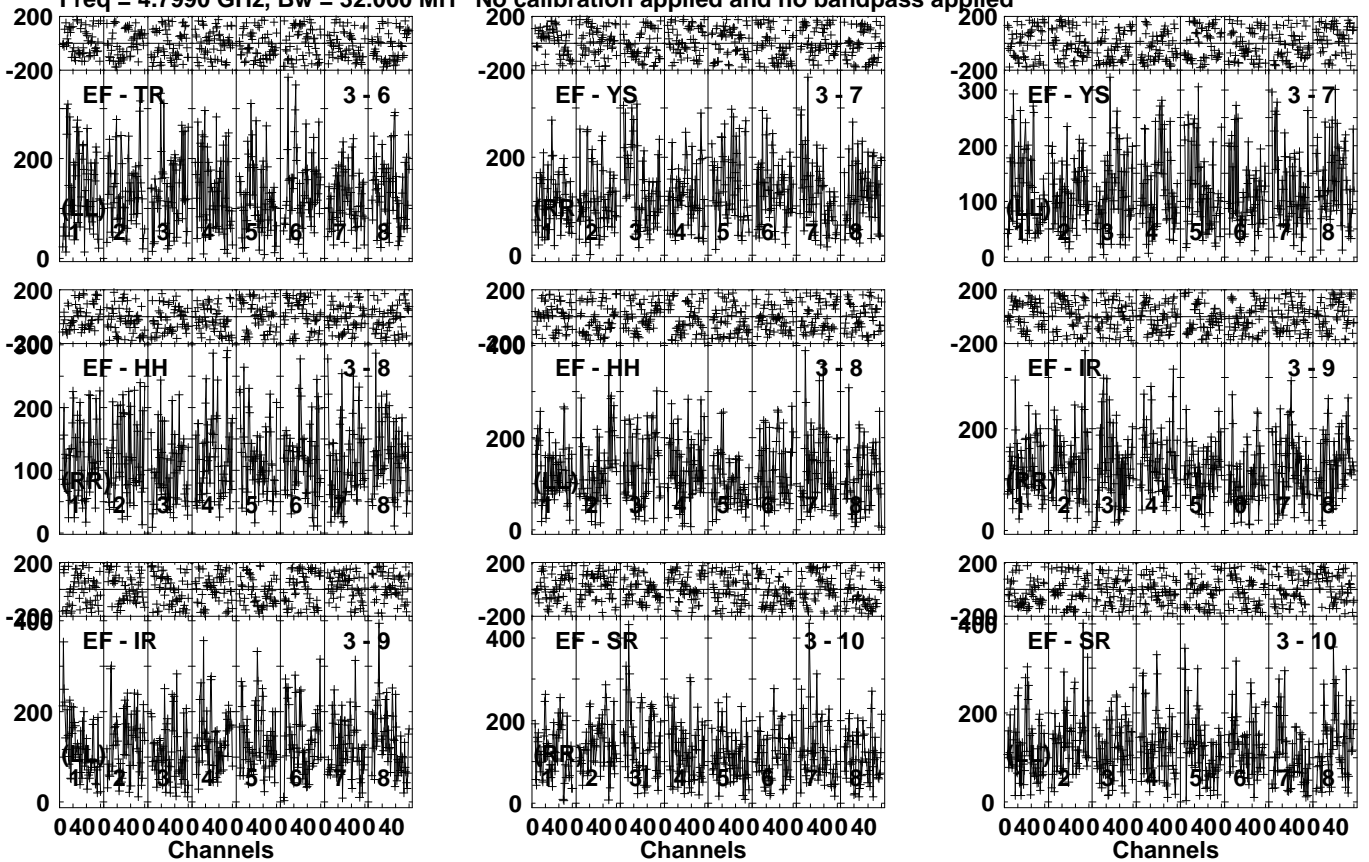 Freq = 4.7990 GHz, Bw = 32.000 MH No calibration applied and no bandpass applied
200 200 200
-200 -200 -200
EF - TR 3 - 6 EF - YS 3 - 7 EF - YS 3 - 7
300
200 200 200
100
(LL) (RR) (LL)
1 2 3 4 5 6 7 8 1 2 3 4 5 6 7 8 1 2 3 4 5 6 7 8
0 0 0
200 200 200
-200 -200 -200
300 400
EF - HH 3 - 8 EF - HH 3 - 8 EF - IR 3 - 9
200 200 200
100
(RR) (LL) (RR)
1 2 3 4 5 6 7 8 1 2 3 4 5 6 7 8 1 2 3 4 5 6 7 8
0 0 0
200 200 200
-200 -200 -200
400 400 400
EF - IR 3 - 9 EF - SR 3 - 10 EF - SR 3 - 10
200 200 200
(LL) (RR) (LL)
1 2 3 4 5 6 7 8 1 2 3 4 5 6 7 8 1 2 3 4 5 6 7 8
0 0 0
0 40 0 40 0 40 0 40 0 40 0 40 0 40 0 40 0 40 0 40 0 40 0 40 0 40 0 40 0 40 0 40 0 40 0 40 0 40 0 40 0 40 0 40 0 40 0 40
Channels Channels Channels